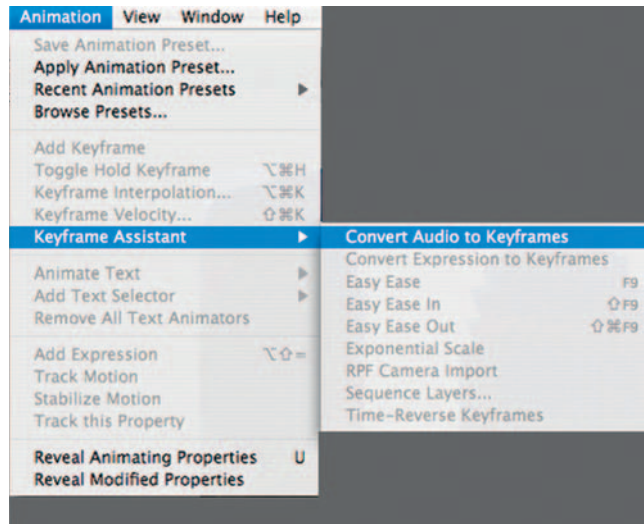 Animation View Window Help
Save Animation Preset...
Apply Animation Preset...
Recent Animation Presets
Browse Presets...
Add Keyframe
Toggle Hold Keyframe ⌥⌘H
Keyframe Interpolation... ⌥⌘K
Keyframe Velocity... ⇧⌘K
Keyframe Assistant
Convert Audio to Keyframes
Convert Expression to Keyframes
Easy Ease F9
Easy Ease In ⇧F9
Easy Ease Out ⇧⌘F9
Exponential Scale
RPF Camera Import
Sequence Layers...
Time-Reverse Keyframes
Animate Text
Add Text Selector
Remove All Text Animators
Add Expression ⌥⇧=
Track Motion
Stabilize Motion
Track this Property
Reveal Animating Properties U
Reveal Modified Properties